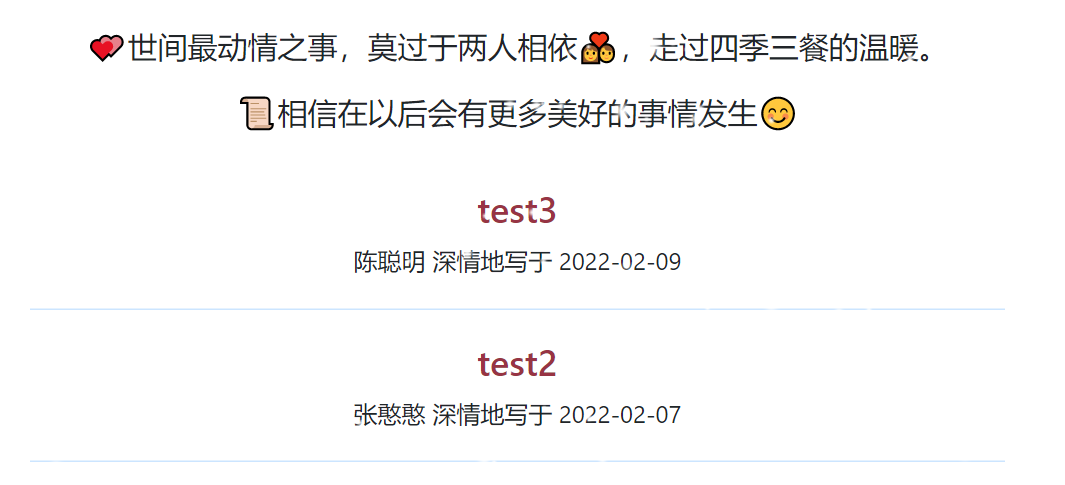 💕世间最动情之事，莫过于两人相依💏，走过四季三餐的温暖。
📜相信在以后会有更多美好的事情发生😊
test3
陈聪明 深情地写于 2022-02-09
test2
张憨憨 深情地写于 2022-02-07